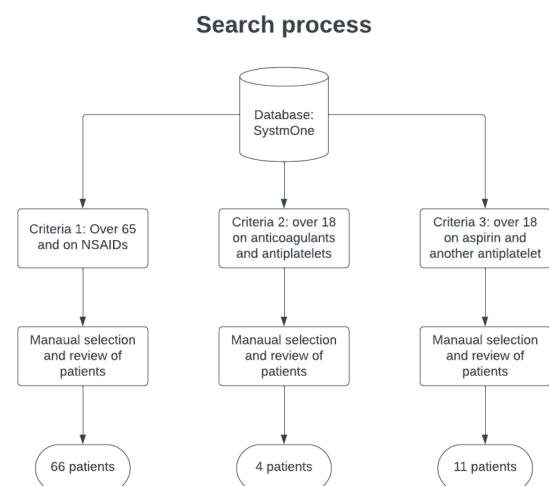 Search process
Database:
SystmOne
Criteria 1: Over 65
and on NSAIDs
Criteria 2: over 18
on anticoagulants
and antiplatelets
Criteria 3: over 18
on aspirin and
another antiplatelet
Manaual selection
and review of
patients
Manaual selection
and review of
patients
Manaual selection
and review of
patients
66 patients
4 patients
11 patients